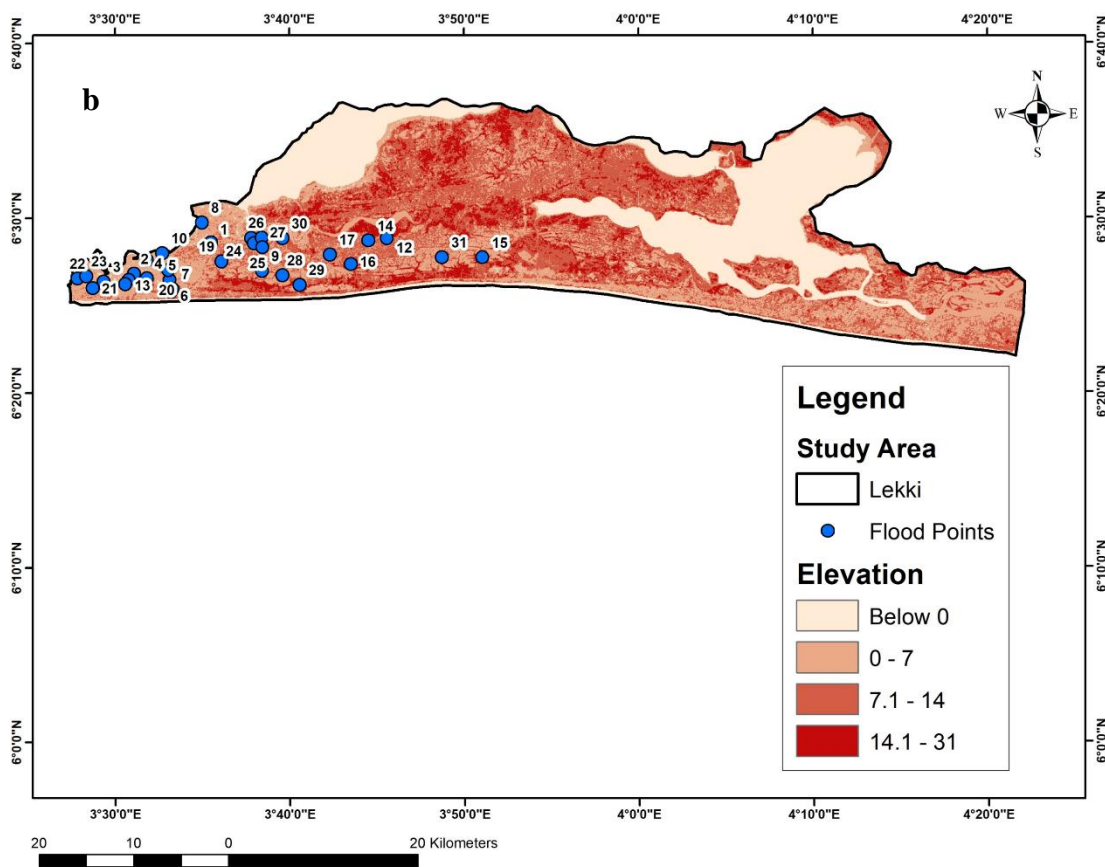 3°30'0"E 3°40'0"E 3°50'0"E 4°0'0"E 4°10'0"E 4°20'0"E
6°40'0"N 6°40'0"N
b
N
W E
S
6°30'0"N 6°30'0"N
8
1 26 27 30
10 19 24 17 14
12
22 23 3 2 4 5 25 9 28 16 31 15
7 29
21 13 20 6
6°20'0"N 6°20'0"N
Legend
Study Area
Lekki
Flood Points
Elevation
Below 0
0 - 7
7.1 - 14
14.1 - 31
6°10'0"N 6°10'0"N
6°0'0"N 6°0'0"N
3°30'0"E 3°40'0"E 3°50'0"E 4°0'0"E 4°10'0"E 4°20'0"E
20 10 0 20 Kilometers